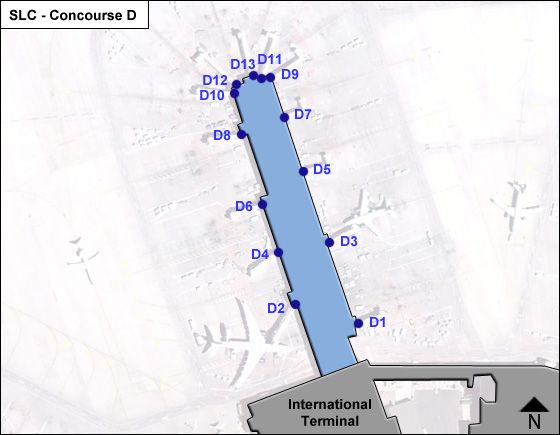 SLC - Concourse D
D11
D13
D9
D12
D10
D7
D8
D5
D6
D3
D4
D2
D1
International
Terminal
N